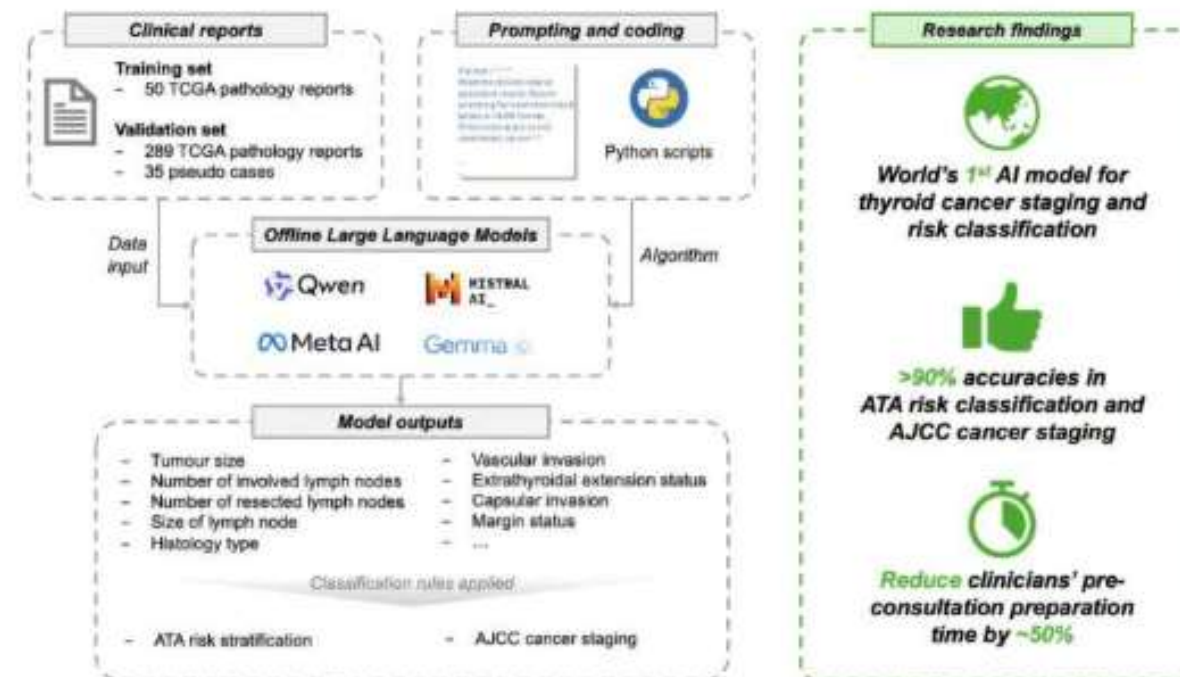 Clinical reports
Training set
- 50 TCGA pathology reports
Validation set
- 289 TCGA pathology reports
- 35 pseudo cases
Prompting and coding
Python scripts
Data
input
Algorithm
Offline Large Language Models
Qwen
MISTRAL
AI_
Meta AI
Gemma
Model outputs
- Tumour size
- Number of involved lymph nodes
- Number of resected lymph nodes
- Size of lymph node
- Histology type
- Vascular invasion
- Extrathyroidal extension status
- Capsular invasion
- Margin status
- ...
Classification rules applied
- ATA risk stratification
- AJCC cancer staging
Research findings
World's 1st AI model for
thyroid cancer staging and
risk classification
>90% accuracies in
ATA risk classification and
AJCC cancer staging
Reduce clinicians' pre-
consultation preparation
time by ~50%